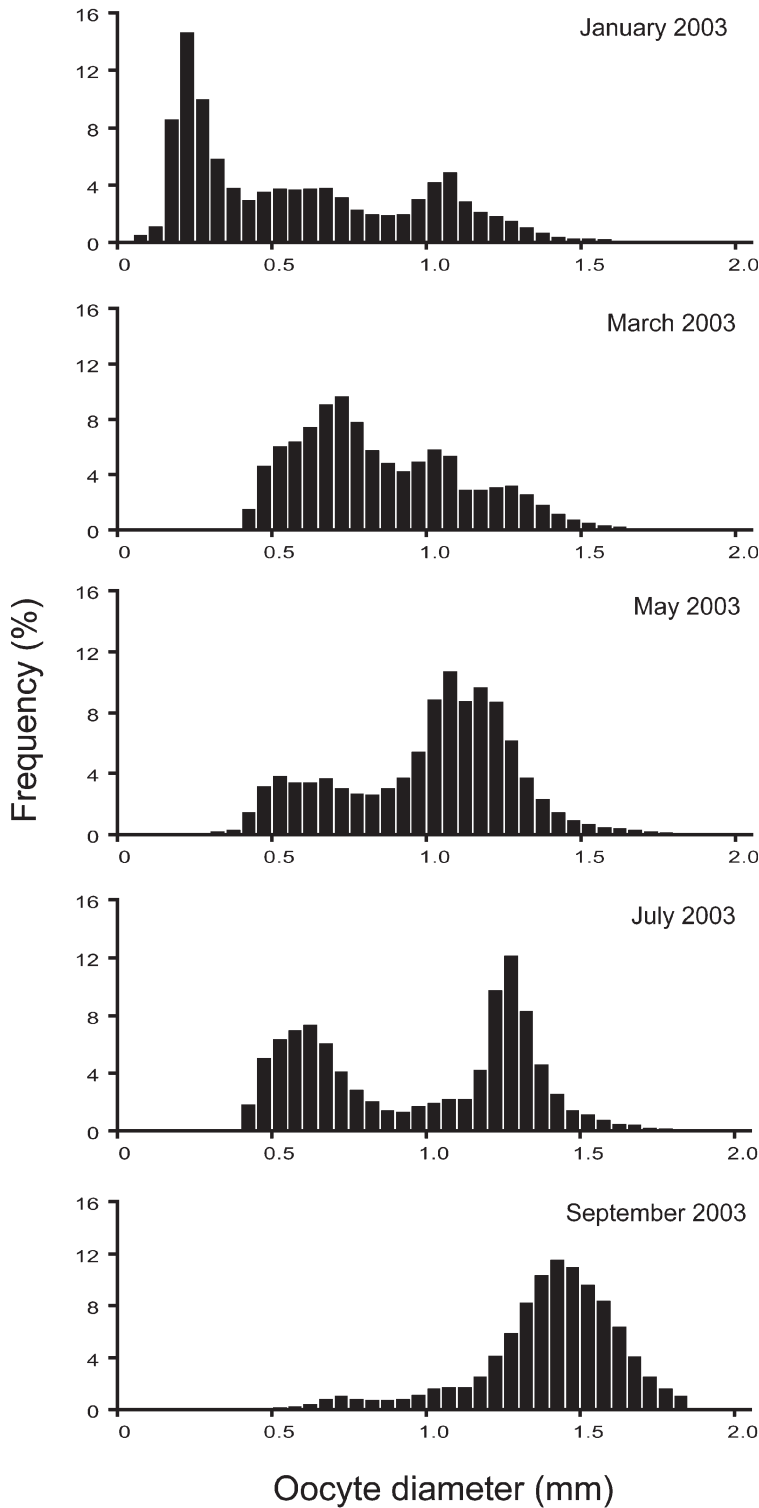 January 2003
16
12
8
4
0
0 0.5 1.0 1.5 2.0
March 2003
16
12
8
4
0
0 0.5 1.0 1.5 2.0
May 2003
16
12
8
4
0
0 0.5 1.0 1.5 2.0
Frequency (%)
July 2003
16
12
8
4
0
0 0.5 1.0 1.5 2.0
September 2003
16
12
8
4
0
0 0.5 1.0 1.5 2.0
Oocyte diameter (mm)